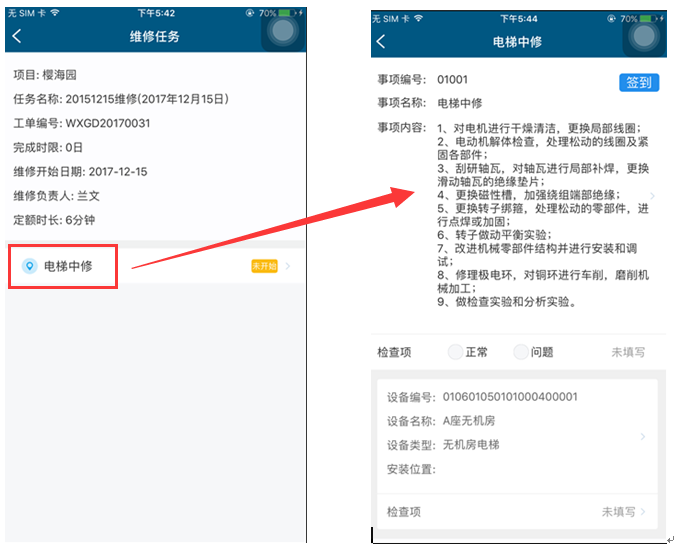 无 SIM 卡 下午5:42 70%
维修任务
项目: 樱海园
任务名称: 20151215维修(2017年12月15日)
工单编号: WXGD20170031
完成时限: 0日
维修开始日期: 2017-12-15
维修负责人: 兰文
定额时长: 6分钟
电梯中修 未开始
无 SIM 卡 下午5:44 70%
电梯中修
事项编号: 01001 签到
事项名称: 电梯中修
事项内容: 1、对电机进行干燥清洁，更换局部线圈；
2、电动机解体检查，处理松动的线圈及紧
固各部件；
3、刮研轴瓦，对轴瓦进行局部补焊，更换
滑动轴瓦的绝缘垫片；
4、更换磁性槽，加强绕组端部绝缘；
5、更换转子绑箍，处理松动的零部件，进
行点焊或加固；
6、转子做动平衡实验；
7、改进机械零部件结构并进行安装和调
试；
8、修理极电环，对铜环进行车削，磨削机
械加工；
9、做检查实验和分析实验。
检查项 正常 问题 未填写
设备编号: 010601050101000400001
设备名称: A座无机房
设备类型: 无机房电梯
安装位置:
检查项 未填写